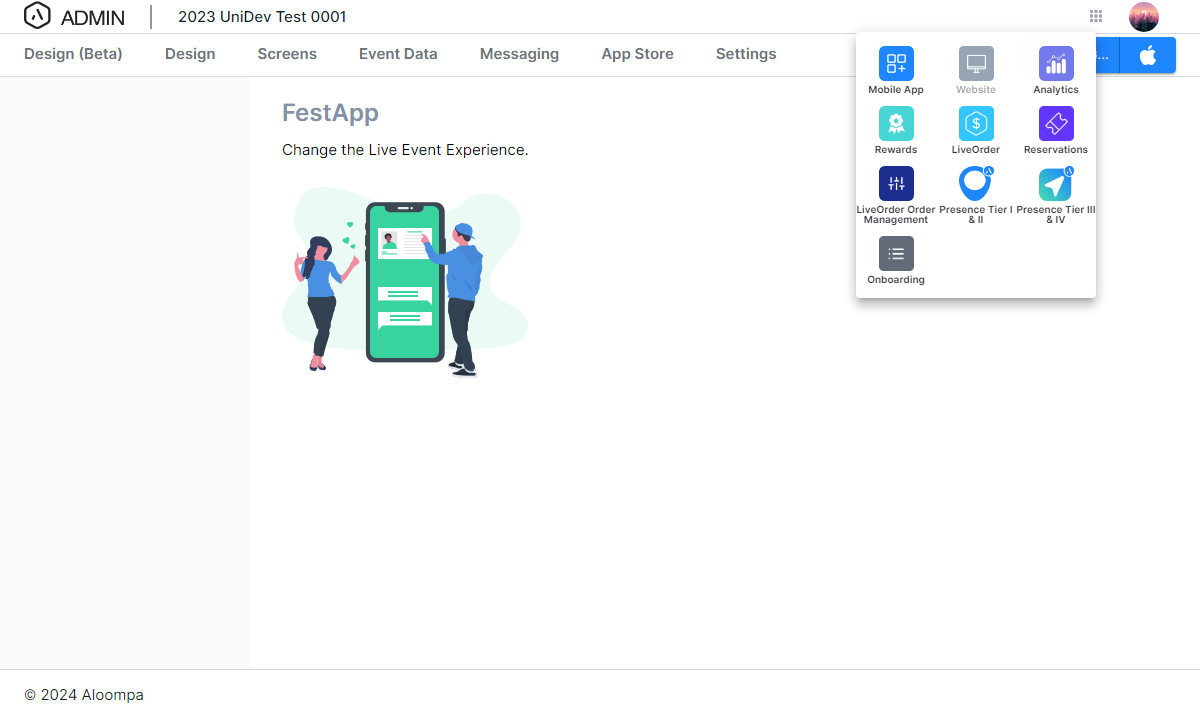 ADMIN
2023 UniDev Test 0001
Design (Beta)
Design
Screens
Event Data
Messaging
App Store
Settings
Mobile App
Website
Analytics
Rewards
LiveOrder
Reservations
LiveOrder Order
Management
Presence Tier I
& II
Presence Tier III
& IV
Onboarding
FestApp
Change the Live Event Experience.
© 2024 Aloompa